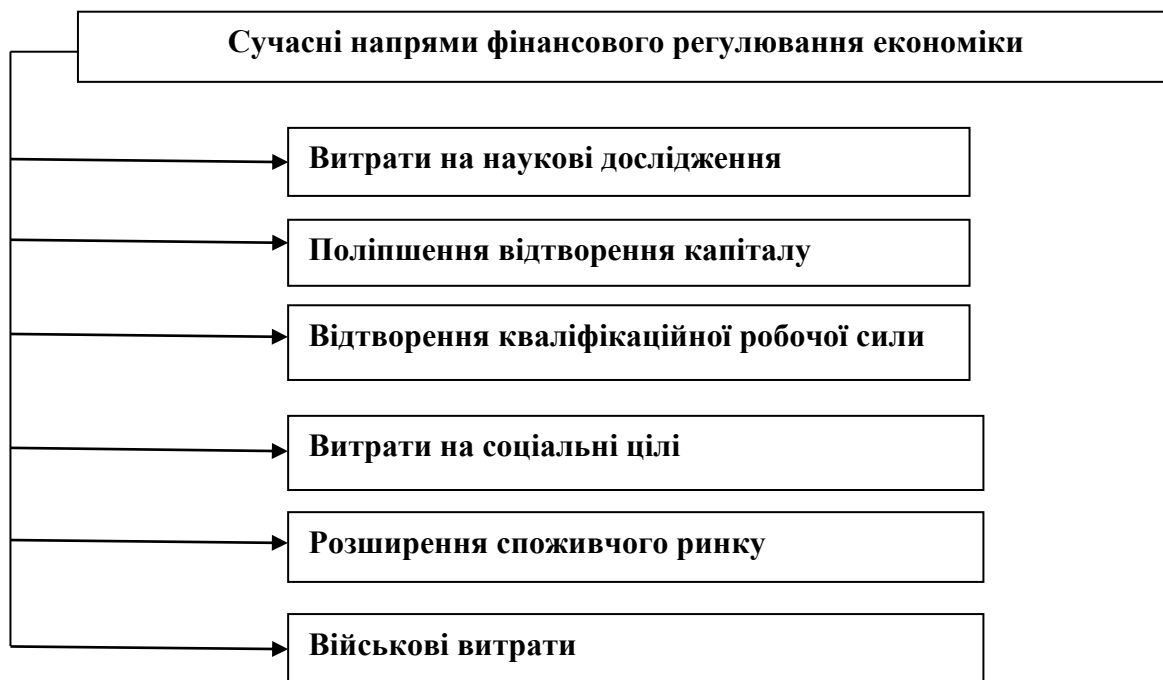 Сучасні напрями фінансового регулювання економіки
Витрати на наукові дослідження
Поліпшення відтворення капіталу
Відтворення кваліфікаційної робочої сили
Витрати на соціальні цілі
Розширення споживчого ринку
Військові витрати